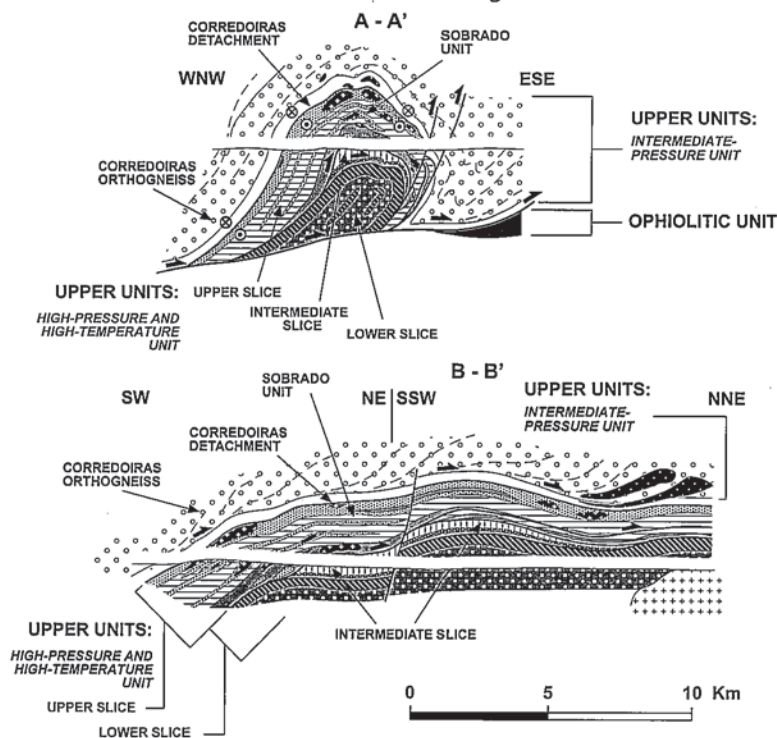 A - A'
CORREDOIRAS
DETACHMENT
SOBRADO
UNIT
WNW
ESE
UPPER UNITS:
INTERMEDIATE-
PRESSURE UNIT
CORREDOIRAS
ORTHOGNEISS
OPHIOLITIC UNIT
UPPER UNITS:
HIGH-PRESSURE AND
HIGH-TEMPERATURE
UNIT
UPPER SLICE
INTERMEDIATE
SLICE
LOWER SLICE
B - B'
SW
SOBRADO
UNIT
NE
SSW
UPPER UNITS:
INTERMEDIATE-
PRESSURE UNIT
NNE
CORREDOIRAS
DETACHMENT
CORREDOIRAS
ORTHOGNEISS
UPPER UNITS:
HIGH-PRESSURE AND
HIGH-TEMPERATURE
UNIT
INTERMEDIATE SLICE
UPPER SLICE
LOWER SLICE
0 5 10 Km